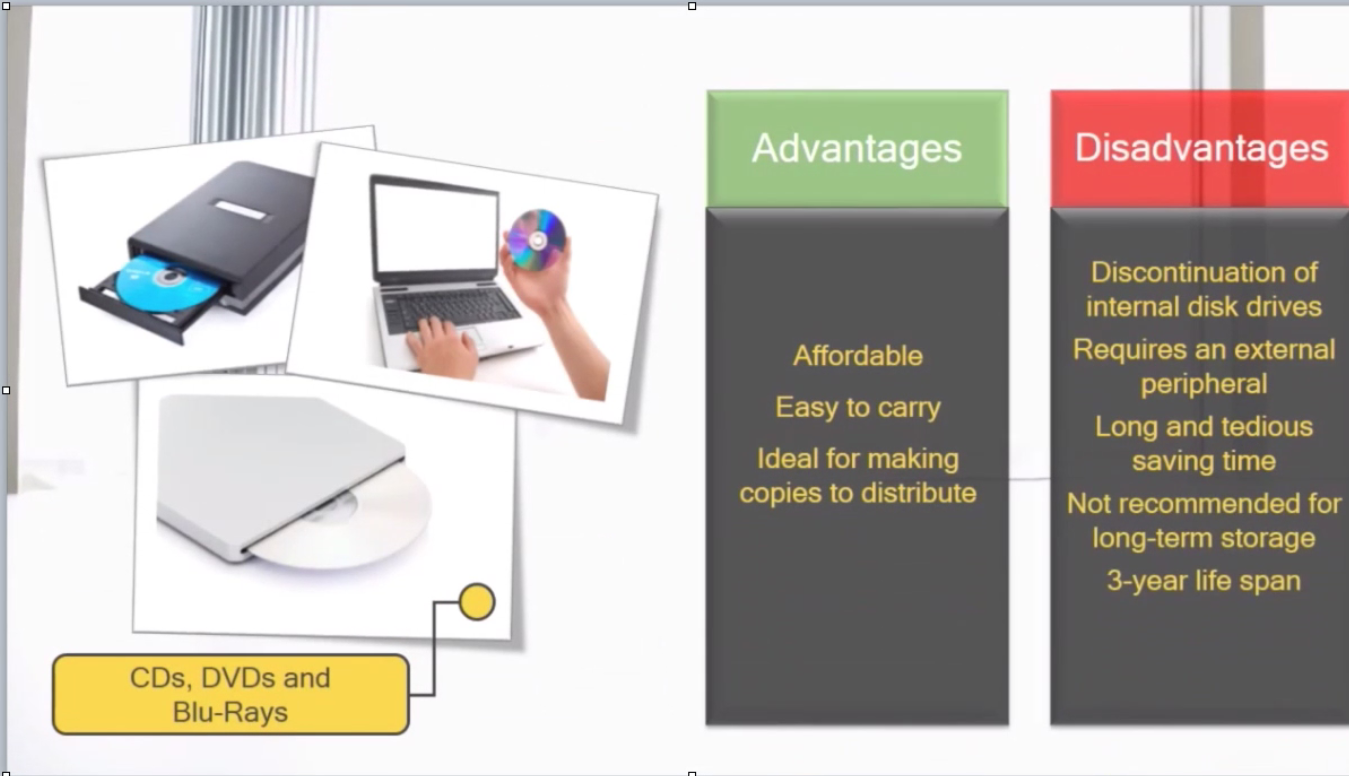 Advantages
Affordable
Easy to carry
Ideal for making
copies to distribute
Disadvantages
Discontinuation of
internal disk drives
Requires an external
peripheral
Long and tedious
saving time
Not recommended for
long-term storage
3-year life span
CDs, DVDs and
Blu-Rays